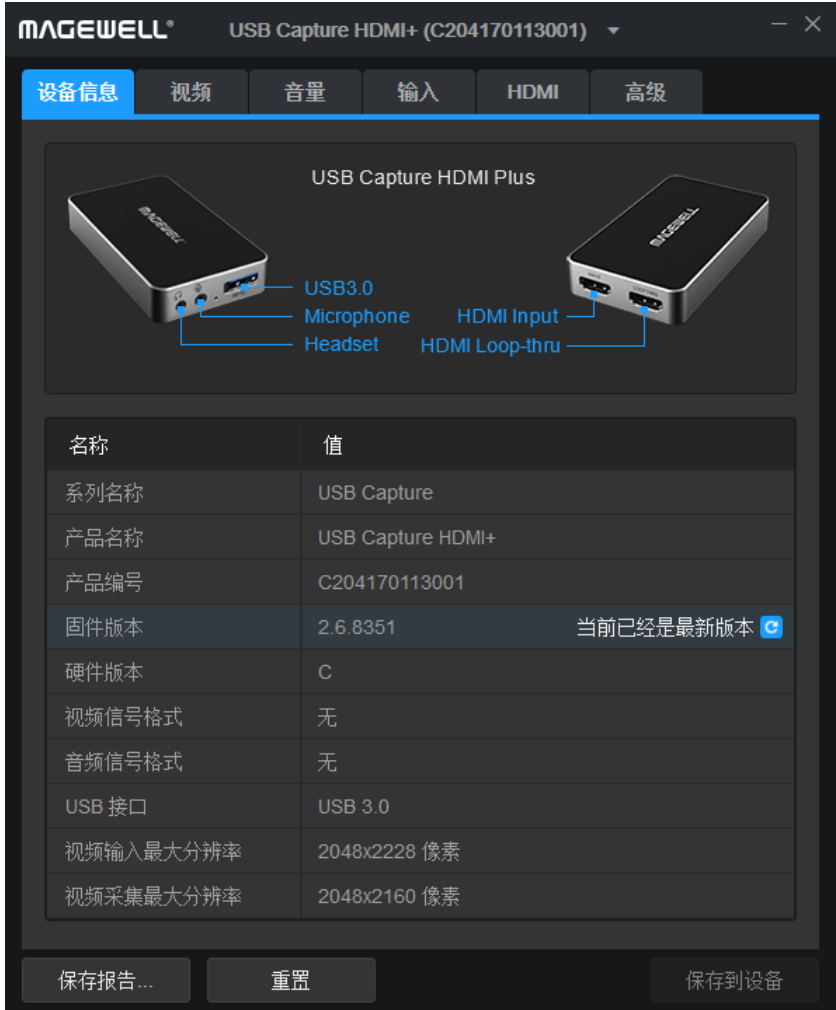 MAGEWELL® USB Capture HDMI+ (C204170113001)
设备信息 视频 音量 输入 HDMI 高级
USB Capture HDMI Plus
MAGEWELL MAGEWELL
USB3.0
Microphone HDMI Input
Headset HDMI Loop-thru
名称 值
系列名称 USB Capture
产品名称 USB Capture HDMI+
产品编号 C204170113001
固件版本 2.6.8351 当前已经是最新版本
硬件版本 C
视频信号格式 无
音频信号格式 无
USB 接口 USB 3.0
视频输入最大分辨率 2048x2228 像素
视频采集最大分辨率 2048x2160 像素
保存报告... 重置 保存到设备